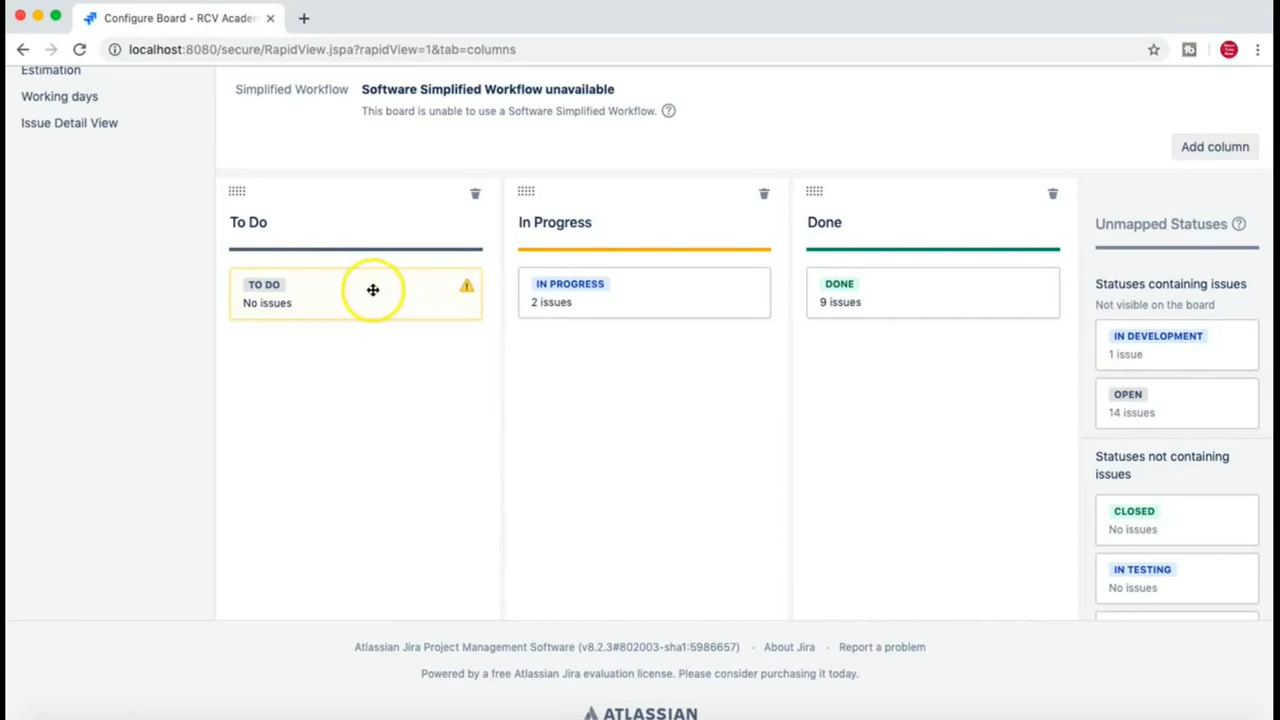 Configure Board - RCV Acade
localhost:8080/secure/RapidView.jspa?rapidView=1&tab=columns
Estimation
Working days
Issue Detail View
Simplified Workflow
Software Simplified Workflow unavailable
This board is unable to use a Software Simplified Workflow.
Add column
To Do
TO DO
No issues
In Progress
IN PROGRESS
2 issues
Done
DONE
9 issues
Unmapped Statuses
Statuses containing issues
Not visible on the board
IN DEVELOPMENT
1 issue
OPEN
14 issues
Statuses not containing
issues
CLOSED
No issues
IN TESTING
No issues
Atlassian Jira Project Management Software (v8.2.3#802003-sha1:5986657) · About Jira · Report a problem
Powered by a free Atlassian Jira evaluation license. Please consider purchasing it today.
ATLASSIAN